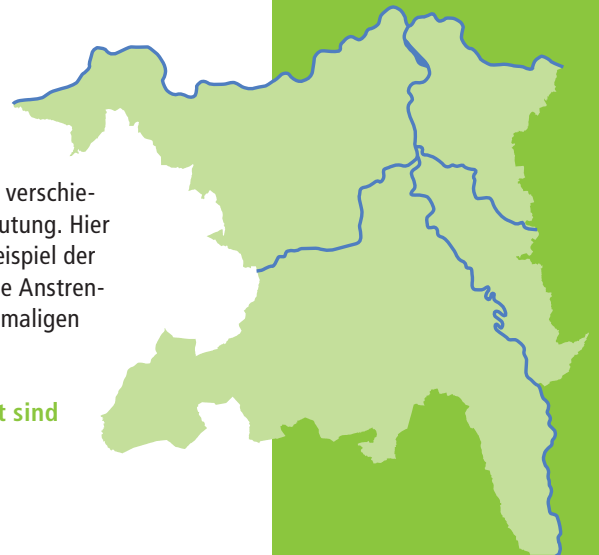 verschie-
utung. Hier
eispiel der
e Anstren-
maligen
t sind